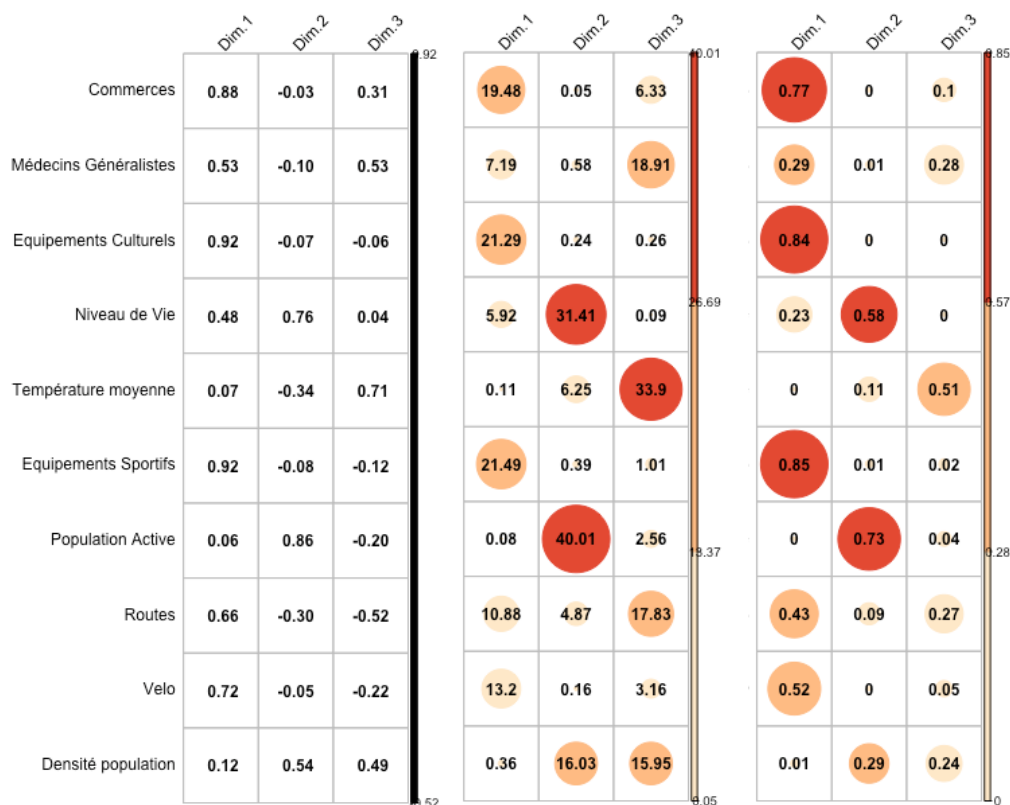 Dim.1 Dim.2 Dim.3 Dim.1 Dim.2 Dim.3 Dim.1 Dim.2 Dim.3
0.92 40.01 0.85
Commerces 0.88 -0.03 0.31 19.48 0.05 6.33 0.77 0 0.1
Médecins Généralistes 0.53 -0.10 0.53 7.19 0.58 18.91 0.29 0.01 0.28
Equipements Culturels 0.92 -0.07 -0.06 21.29 0.24 0.26 0.84 0 0
26.69 0.57
Niveau de Vie 0.48 0.76 0.04 5.92 31.41 0.09 0.23 0.58 0
Température moyenne 0.07 -0.34 0.71 0.11 6.25 33.9 0 0.11 0.51
Equipements Sportifs 0.92 -0.08 -0.12 21.49 0.39 1.01 0.85 0.01 0.02
Population Active 0.06 0.86 -0.20 0.08 40.01 2.56 0 0.73 0.04
13.37 0.28
Routes 0.66 -0.30 -0.52 10.88 4.87 17.83 0.43 0.09 0.27
Velo 0.72 -0.05 -0.22 13.2 0.16 3.16 0.52 0 0.05
Densité population 0.12 0.54 0.49 0.36 16.03 15.95 0.01 0.29 0.24
-0.52 0.05 0